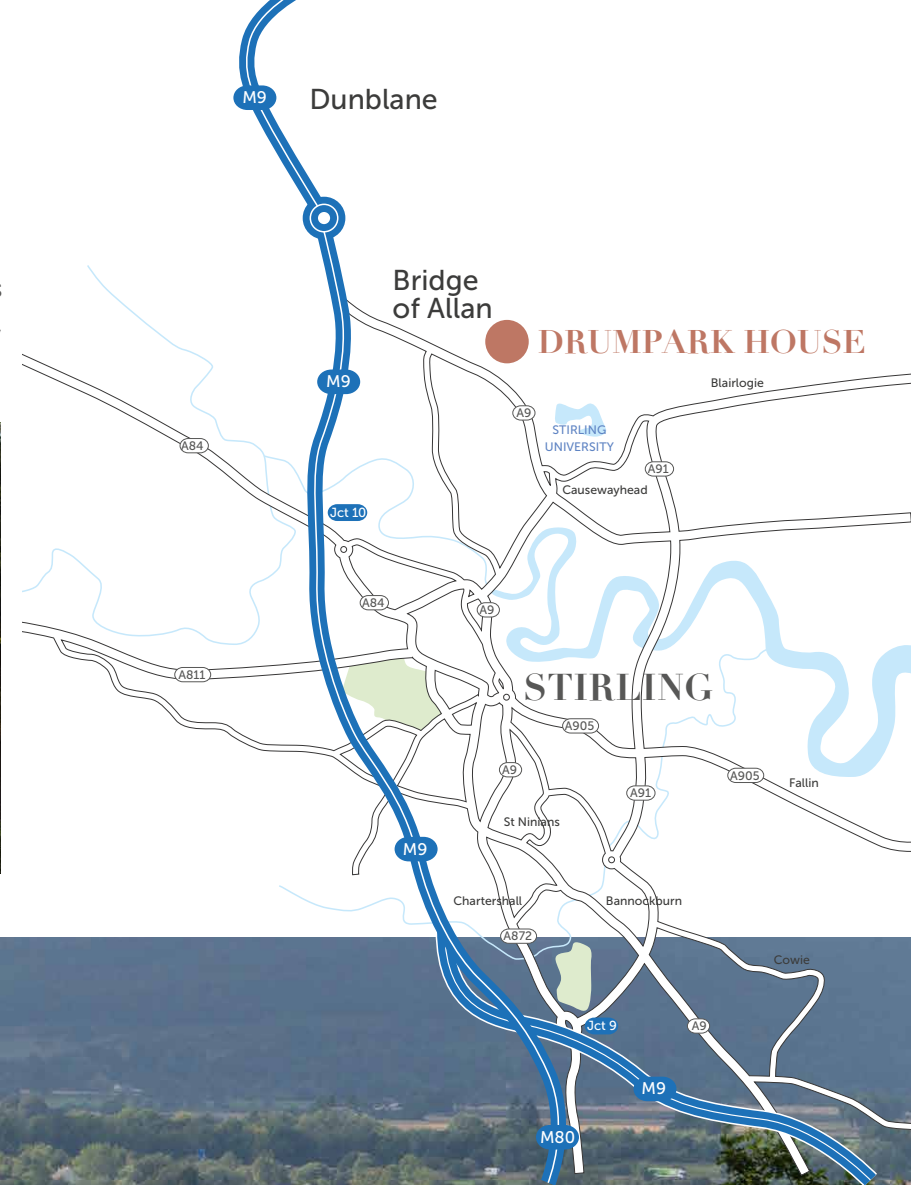 M9
Dunblane
Bridge
of Allan
DRUMPARK HOUSE
M9
Blairlogie
A9
STIRLING
UNIVERSITY
A84
A91
Causewayhead
Jct 10
A84
A9
A811
STIRLING
A905
A9
A905
Fallin
A91
St Ninians
M9
Chartershall
Bannockburn
A872
Cowie
Jct 9
A9
M9
M80